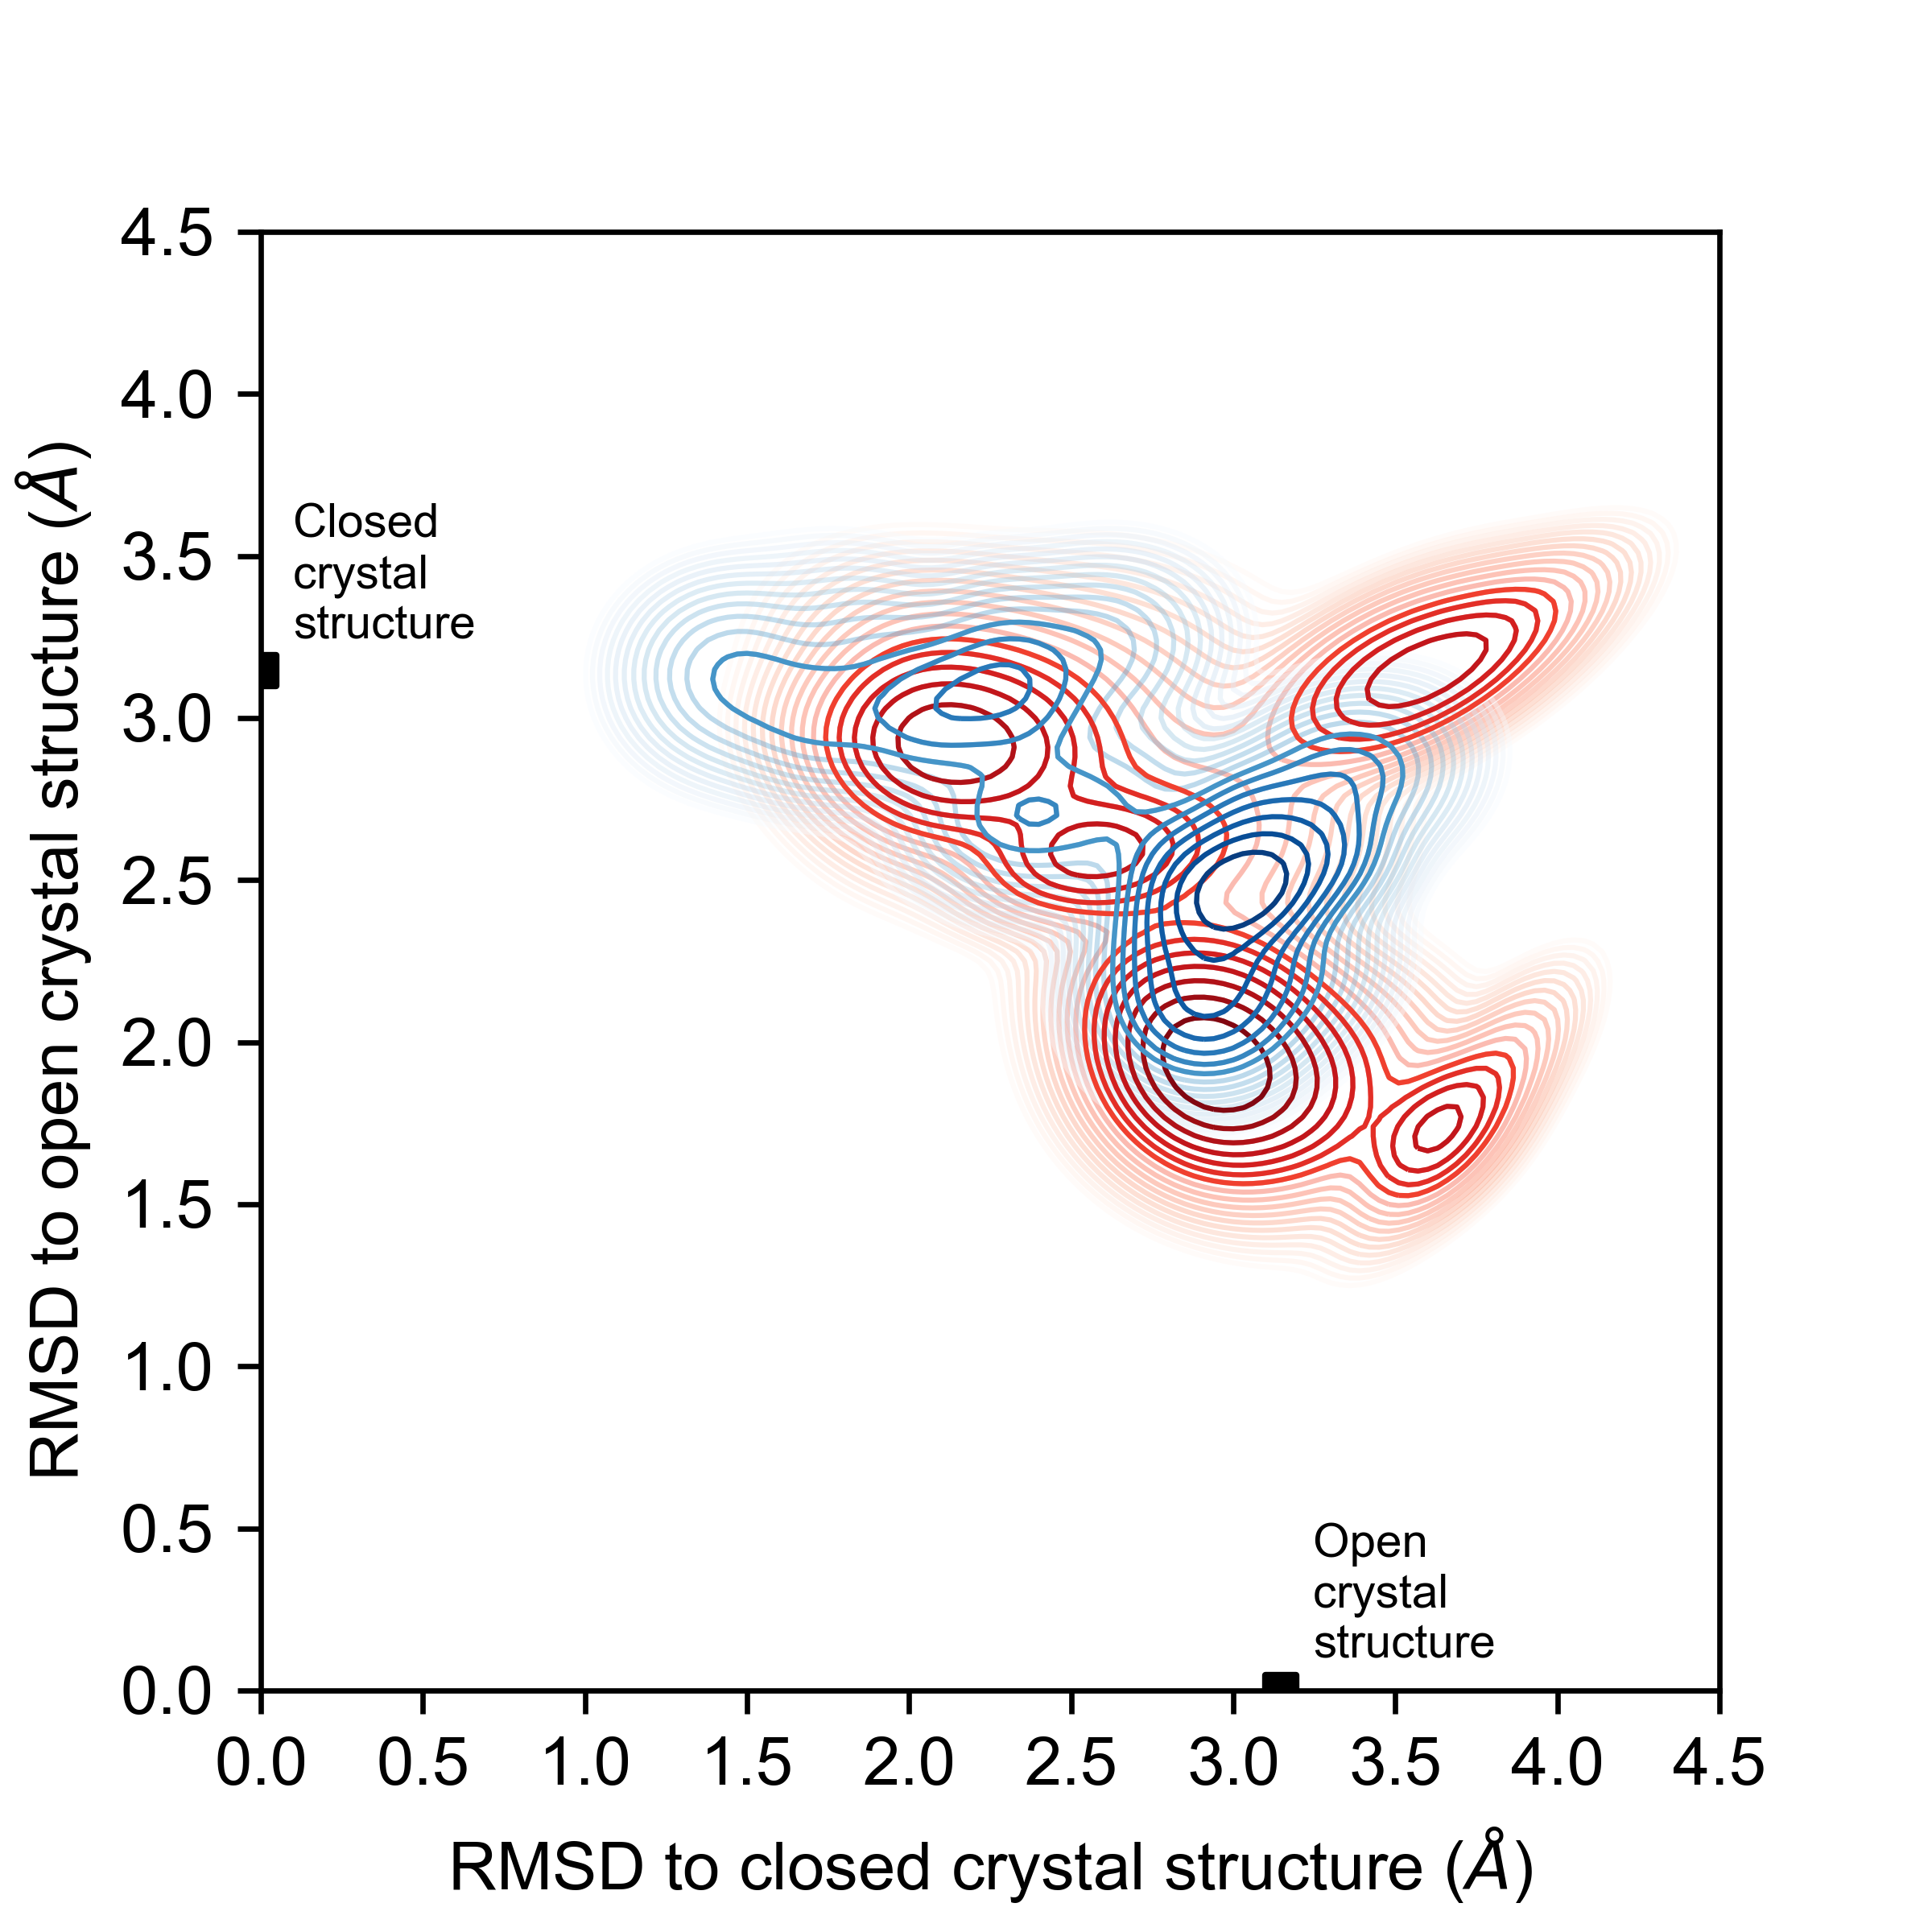 4.5
4.0
3.5
3.0
2.5
2.0
1.5
1.0
0.5
0.0
RMSD to open crystal structure (Å)
Closed
crystal
structure
Open
crystal
structure
0.0 0.5 1.0 1.5 2.0 2.5 3.0 3.5 4.0 4.5
RMSD to closed crystal structure (Å)